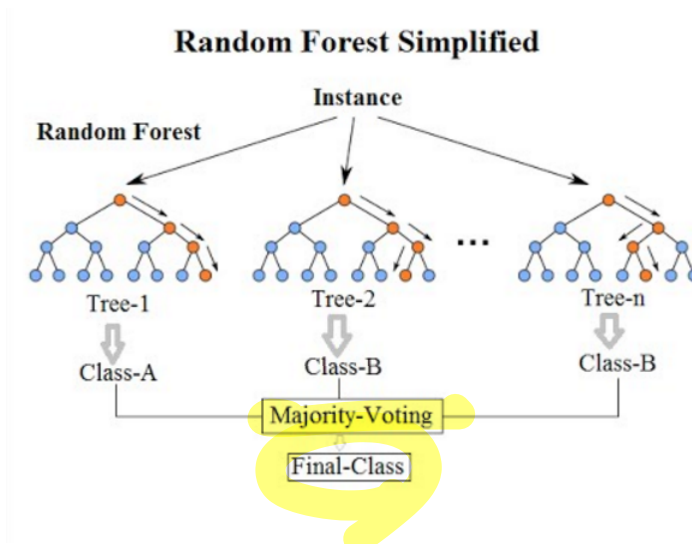 Random Forest Simplified
Instance
Random Forest
...
Tree-1
Tree-2
Tree-n
Class-A
Class-B
Class-B
Majority-Voting
Final-Class